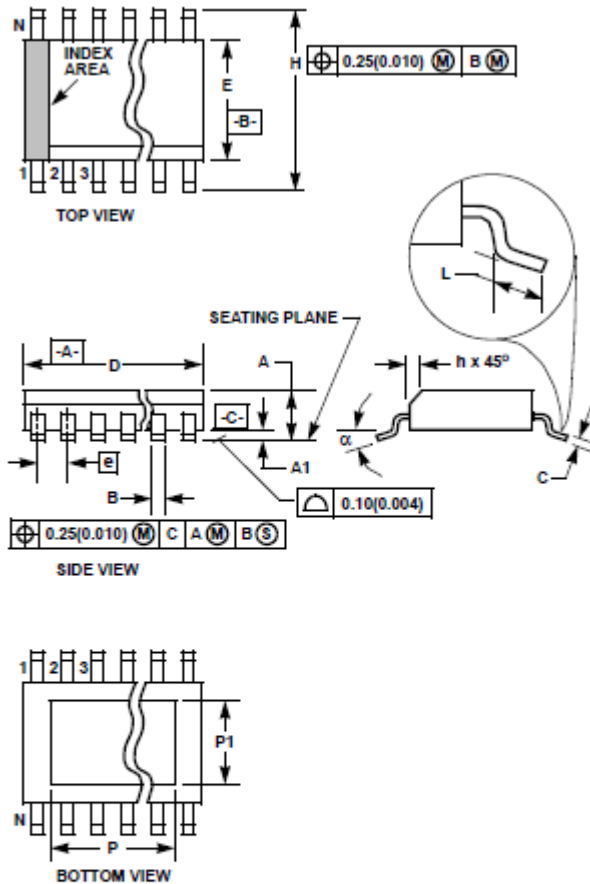 N
INDEX
AREA
H
E
-B-
0.25(0.010) Ⓜ B Ⓜ
1 2 3
TOP VIEW
L
SEATING PLANE
-A-
D
A
h x 45º
-C-
α
e
A1
B
C
0.10(0.004)
0.25(0.010) Ⓜ C A Ⓜ B Ⓢ
SIDE VIEW
1 2 3
P1
N
P
BOTTOM VIEW